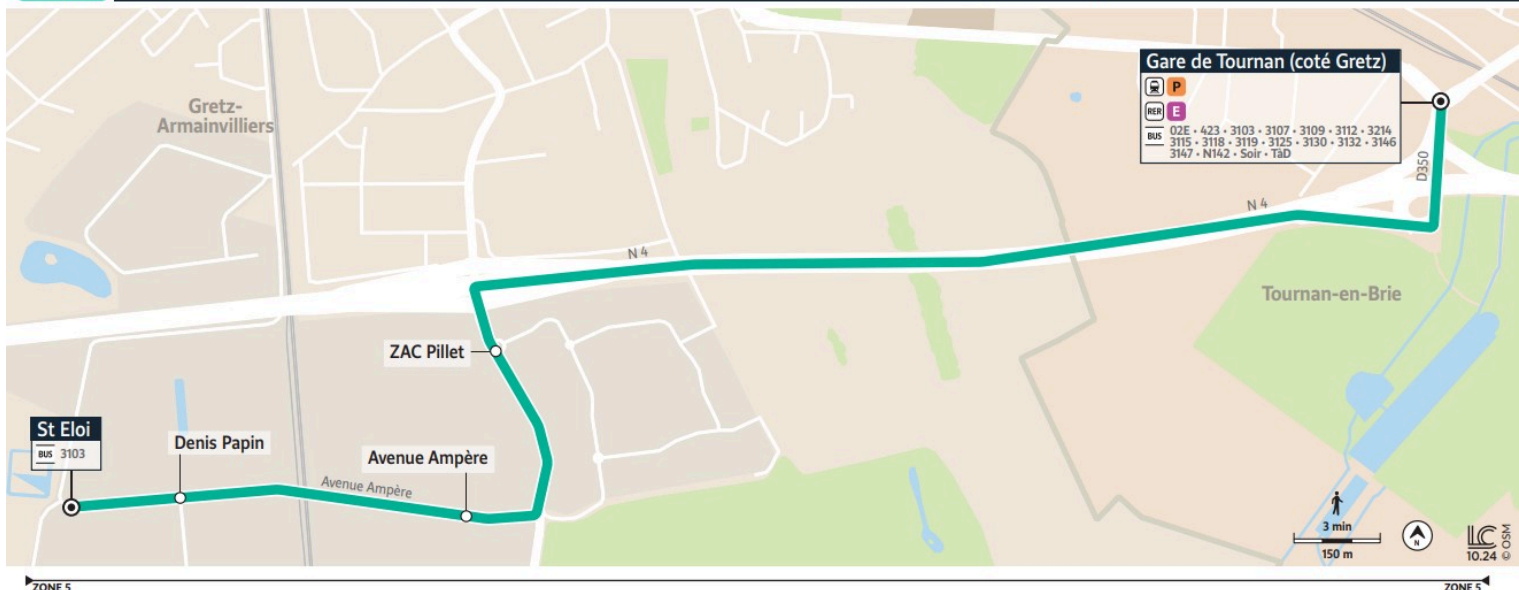 Gretz-
Armainvilliers
Gare de Tournan (coté Gretz)
P
RER E
BUS 02E • 423 • 3103 • 3107 • 3109 • 3112 • 3214
3115 • 3118 • 3119 • 3125 • 3130 • 3132 • 3146
3147 • N142 • Soir • TàD
D350
N 4
N 4
Tournan-en-Brie
ZAC Pillet
St Eloi
BUS 3103
Denis Papin
Avenue Ampère
Avenue Ampère
3 min
150 m
N
LC
10.24 © OSM
ZONE 5
ZONE 5